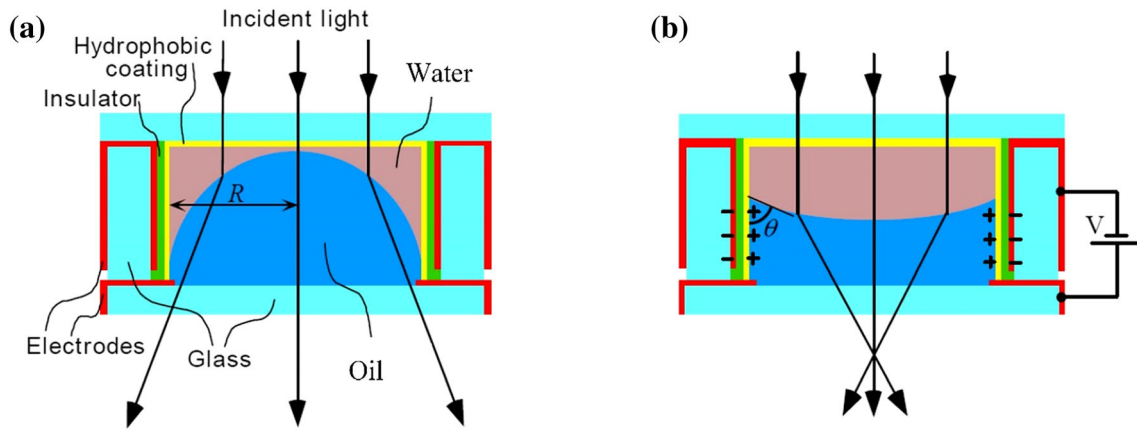 (a)
Incident light
Hydrophobic
coating
Water
Insulator
R
Electrodes
Glass
Oil
(b)
θ
V
+ + + + + +
- - - - - -